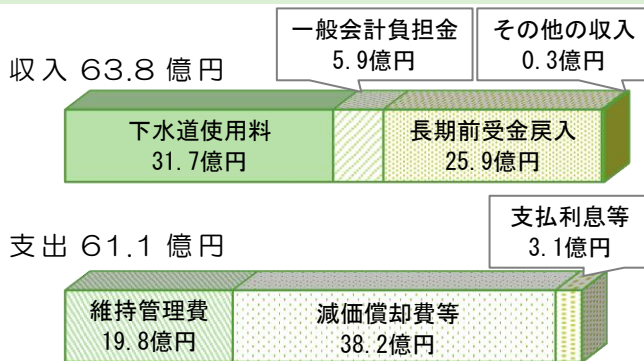 一般会計負担金
5.9億円
その他の収入
0.3億円
収入 63.8 億円
下水道使用料
31.7億円
長期前受金戻入
25.9億円
支払利息等
3.1億円
支出 61.1 億円
維持管理費
19.8億円
減価償却費等
38.2億円